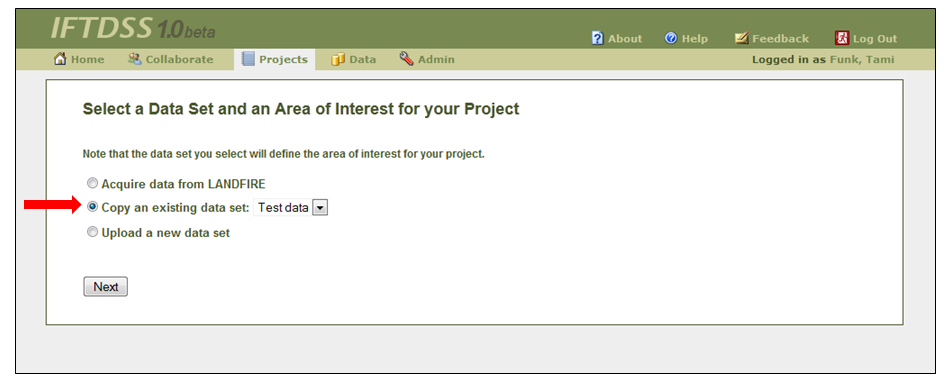 IFTDSS 1.0 beta
About Help Feedback Log Out
Home Collaborate Projects Data Admin Logged in as Funk, Tami
Select a Data Set and an Area of Interest for your Project
Note that the data set you select will define the area of interest for your project.
Acquire data from LANDFIRE
Copy an existing data set: Test data
Upload a new data set
Next